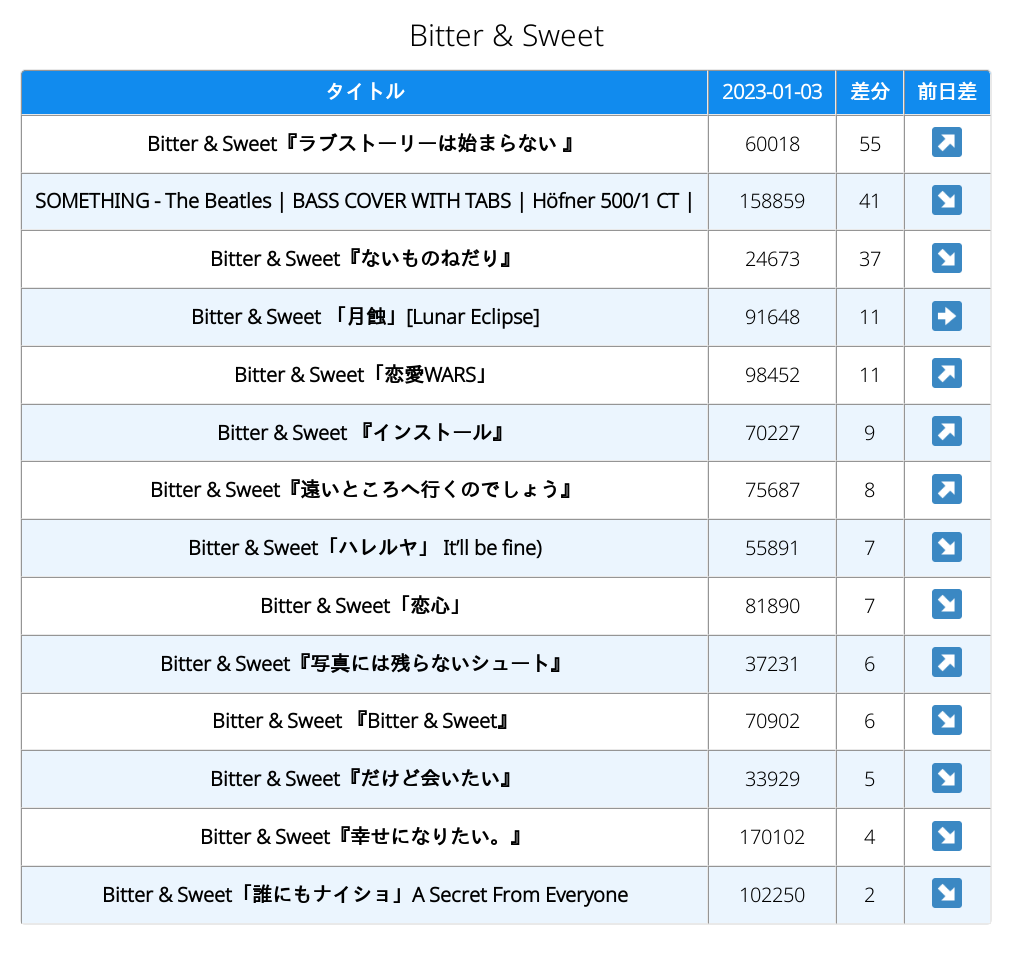 Bitter & Sweet
タイトル 2023-01-03 差分 前日差
Bitter & Sweet『ラブストーリーは始まらない 』 60018 55 ↗
SOMETHING - The Beatles | BASS COVER WITH TABS | Höfner 500/1 CT | 158859 41 ↘
Bitter & Sweet『ないものねだり』 24673 37 ↘
Bitter & Sweet 「月蝕」[Lunar Eclipse] 91648 11 ➡
Bitter & Sweet「恋愛WARS」 98452 11 ↗
Bitter & Sweet 『インストール』 70227 9 ↗
Bitter & Sweet『遠いところへ行くのでしょう』 75687 8 ↗
Bitter & Sweet「ハレルヤ」 It’ll be fine) 55891 7 ↘
Bitter & Sweet「恋心」 81890 7 ↘
Bitter & Sweet『写真には残らないシュート』 37231 6 ↗
Bitter & Sweet 『Bitter & Sweet』 70902 6 ↘
Bitter & Sweet『だけど会いたい』 33929 5 ↘
Bitter & Sweet『幸せになりたい。』 170102 4 ↘
Bitter & Sweet「誰にもナイショ」A Secret From Everyone 102250 2 ↘